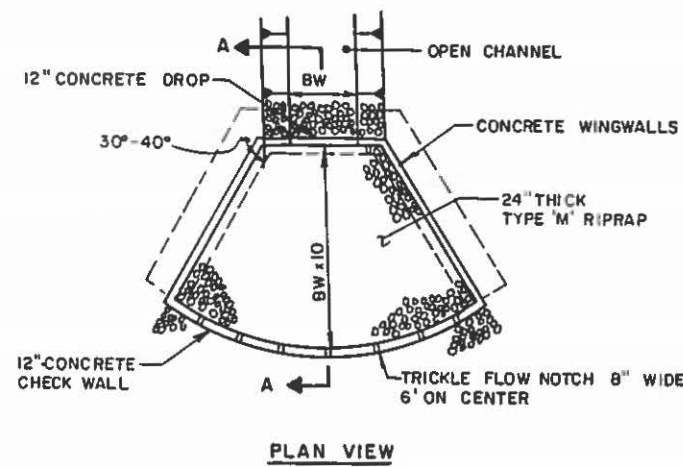 A
OPEN CHANNEL
BW
12" CONCRETE DROP
CONCRETE WINGWALLS
30°-40°
24" THICK
TYPE 'M' RIPRAP
BW x 10
12"-CONCRETE
CHECK WALL
A
TRICKLE FLOW NOTCH 8" WIDE
6' ON CENTER
PLAN VIEW